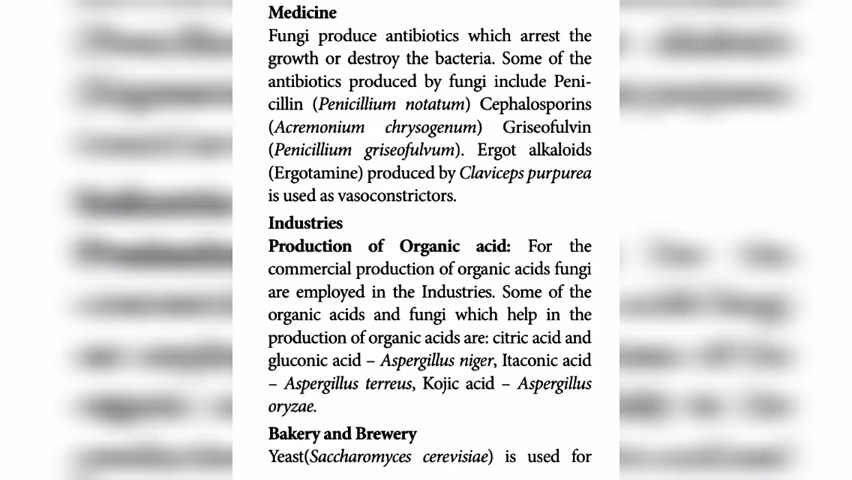 Medicine
Fungi produce antibiotics which arrest the
growth or destroy the bacteria. Some of the
antibiotics produced by fungi include Peni-
cillin (Penicillium notatum) Cephalosporins
(Acremonium chrysogenum) Griseofulvin
(Penicillium griseofulvum). Ergot alkaloids
(Ergotamine) produced by Claviceps purpurea
is used as vasoconstrictors.
Industries
Production of Organic acid: For the
commercial production of organic acids fungi
are employed in the Industries. Some of the
organic acids and fungi which help in the
production of organic acids are: citric acid and
gluconic acid – Aspergillus niger, Itaconic acid
– Aspergillus terreus, Kojic acid – Aspergillus
oryzae.
Bakery and Brewery
Yeast(Saccharomyces cerevisiae) is used for